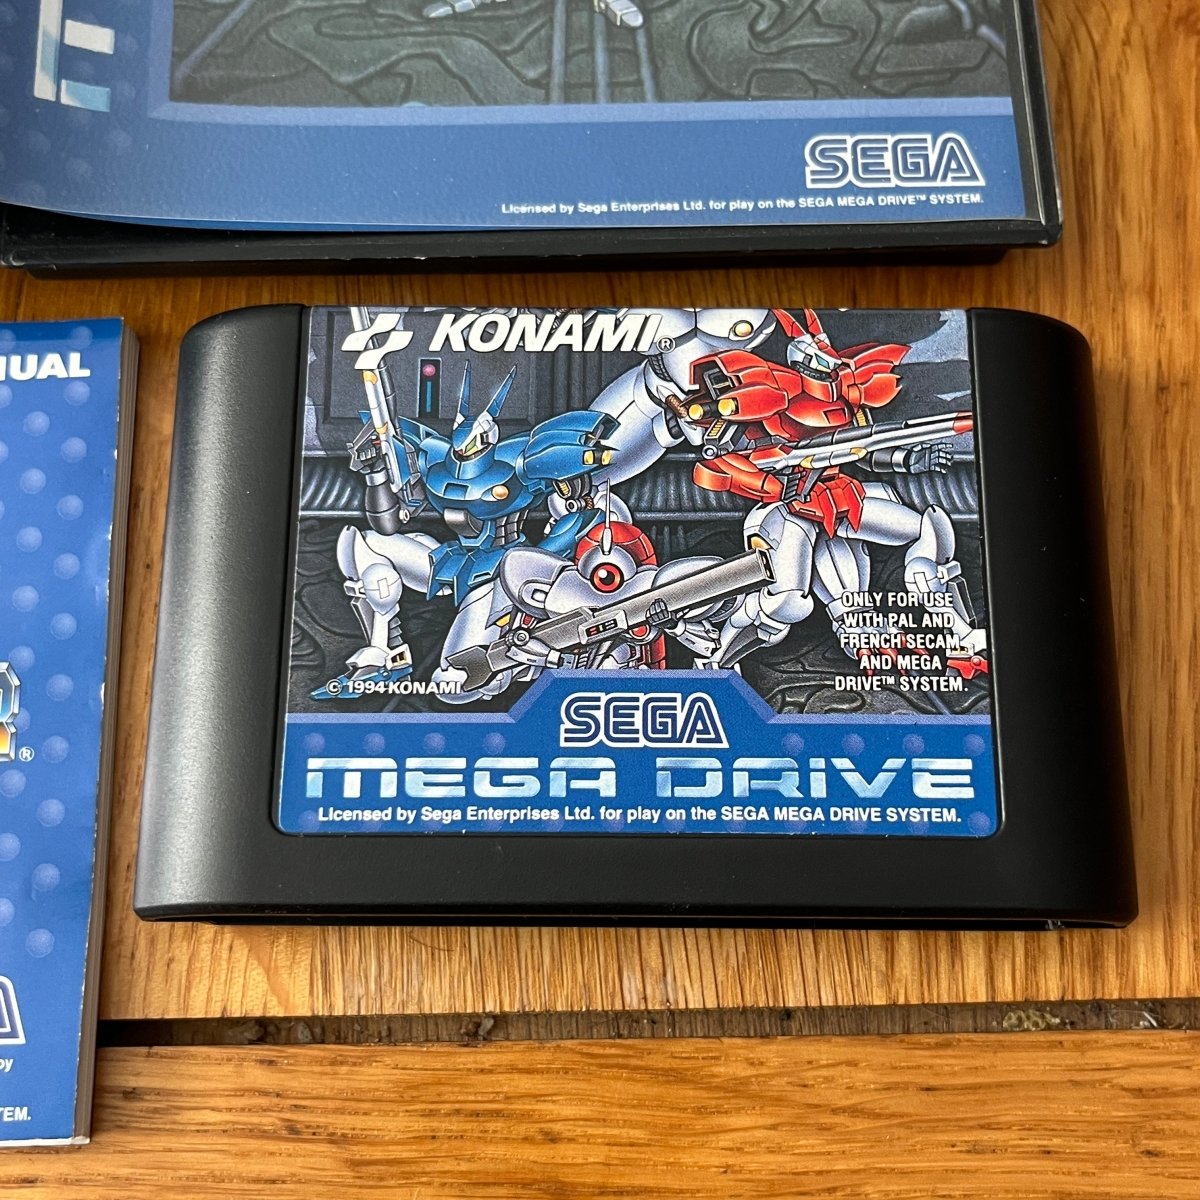 SEGA
Licensed by Sega Enterprises Ltd. for play on the SEGA MEGA DRIVE™ SYSTEM.
KONAMI®
ONLY FOR USE
WITH PAL AND
FRENCH SECAM
AND MEGA
DRIVE™ SYSTEM.
© 1994 KONAMI
SEGA
MEGA DRIVE
Licensed by Sega Enterprises Ltd. for play on the SEGA MEGA DRIVE SYSTEM.
NUAL
R®
A
by
TEM.